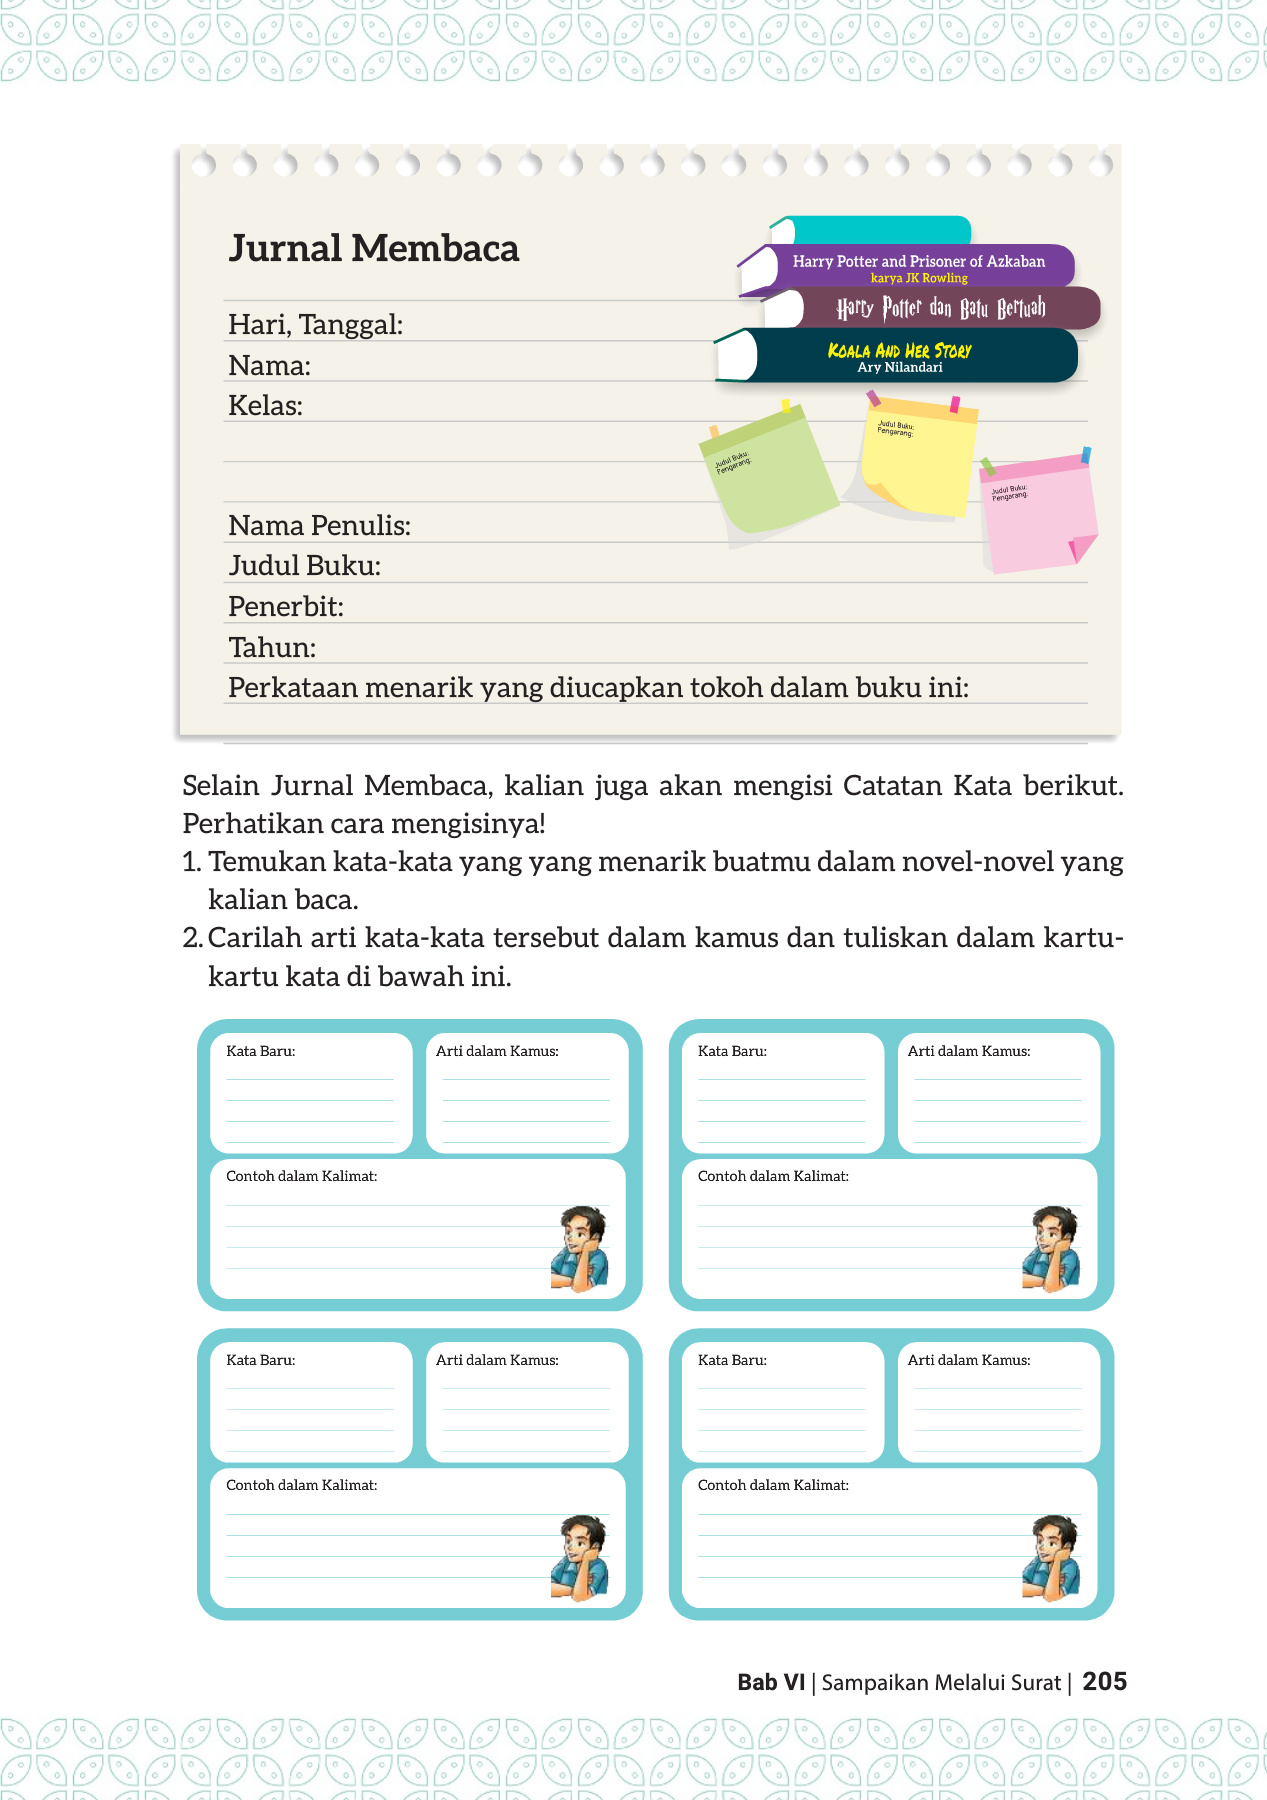 Jurnal Membaca
Harry Potter and Prisoner of Azkaban
karya JK Rowling
Harry Potter dan Batu Bertuah
Koala And Her Story
Ary Nilandari
Hari, Tanggal:
Nama:
Kelas:
Judul Buku:
Pengarang:
Judul Buku:
Pengarang:
Judul Buku:
Pengarang:
Nama Penulis:
Judul Buku:
Penerbit:
Tahun:
Perkataan menarik yang diucapkan tokoh dalam buku ini:
Selain Jurnal Membaca, kalian juga akan mengisi Catatan Kata berikut.
Perhatikan cara mengisinya!
1. Temukan kata-kata yang yang menarik buatmu dalam novel-novel yang
kalian baca.
2. Carilah arti kata-kata tersebut dalam kamus dan tuliskan dalam kartu-
kartu kata di bawah ini.
Kata Baru:
Arti dalam Kamus:
Contoh dalam Kalimat:
Kata Baru:
Arti dalam Kamus:
Contoh dalam Kalimat:
Kata Baru:
Arti dalam Kamus:
Contoh dalam Kalimat:
Kata Baru:
Arti dalam Kamus:
Contoh dalam Kalimat:
Bab VI | Sampaikan Melalui Surat | 205